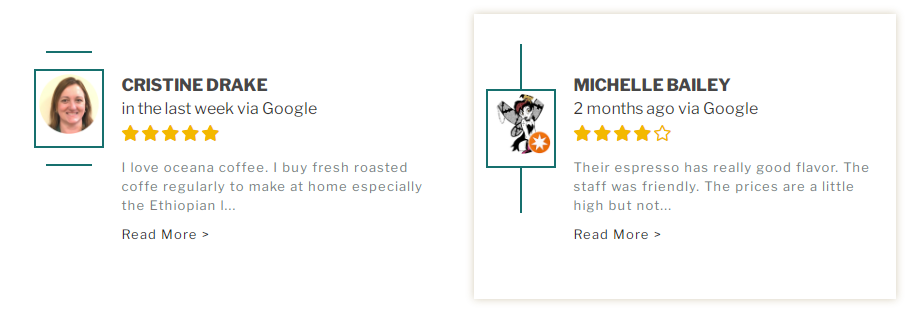 CRISTINE DRAKE
in the last week via Google
I love oceana coffee. I buy fresh roasted
coffe regularly to make at home especially
the Ethiopian l...
Read More >
MICHELLE BAILEY
2 months ago via Google
Their espresso has really good flavor. The
staff was friendly. The prices are a little
high but not...
Read More >